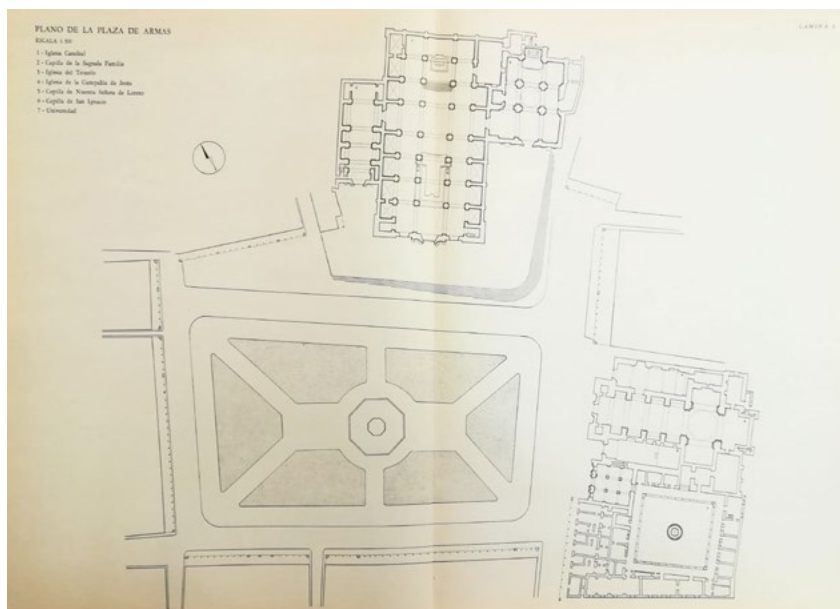 PLANO DE LA PLAZA DE ARMAS
ESCALA 1:500
1 - Iglesia Catedral
2 - Capilla de la Sagrada Familia
3 - Iglesia del Triunfo
4 - Iglesia de la Compañía de Jesús
5 - Capilla de Nuestra Señora de Loreto
6 - Capilla de San Ignacio
7 - Universidad
LAMINA